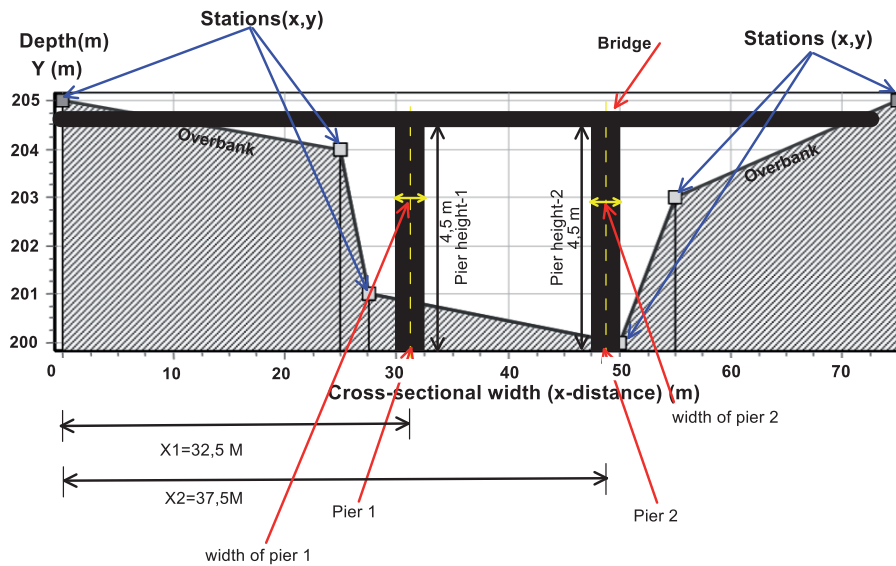 Stations(x,y)
Depth(m)
Y (m)
Bridge
Stations (x,y)
205
204
203
202
201
200
Overbank
Overbank
4,5 m
Pier height-1
Pier height-2
4,5 m
0
10
20
30
40
50
60
70
Cross-sectional width (x-distance) (m)
width of pier 2
X1=32,5 M
X2=37,5M
Pier 1
Pier 2
width of pier 1